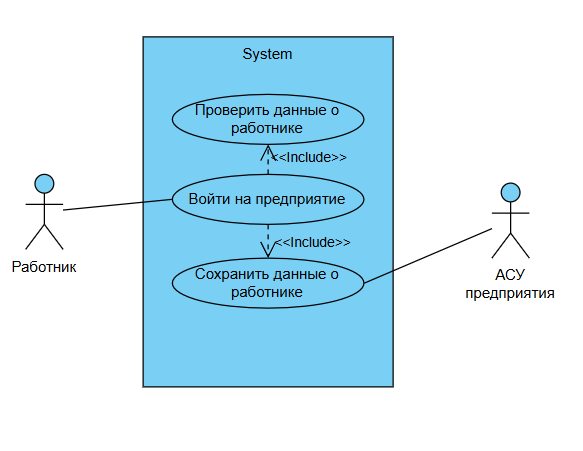 System
Проверить данные о
работнике
<<Include>>
Войти на предприятие
<<Include>>
Сохранить данные о
работнике
Работник
АСУ
предприятия